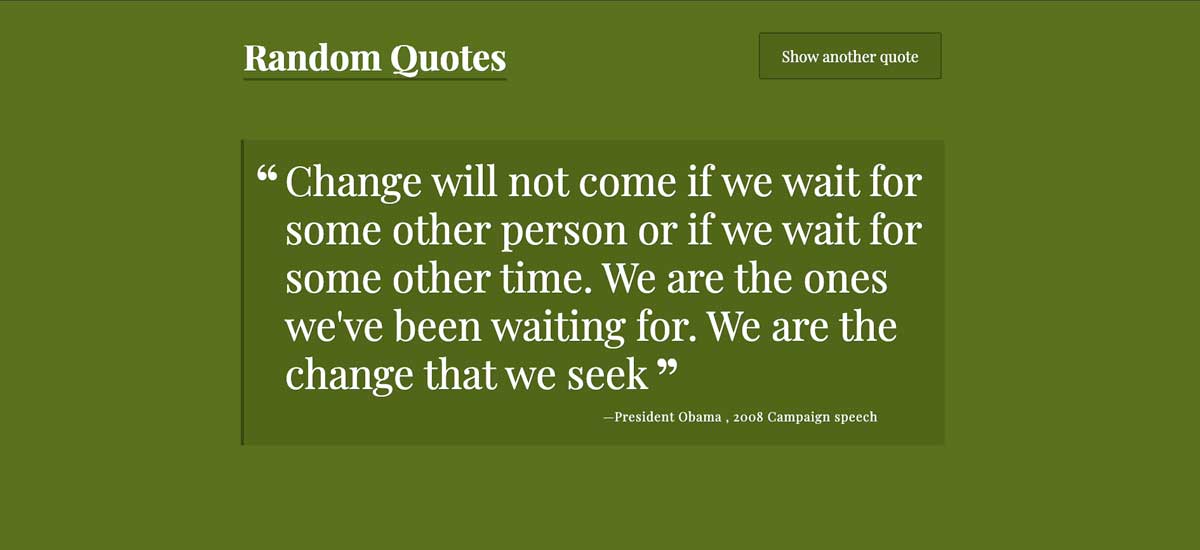 Random Quotes
Show another quote
“ Change will not come if we wait for
some other person or if we wait for
some other time. We are the ones
we've been waiting for. We are the
change that we seek ”
—President Obama , 2008 Campaign speech